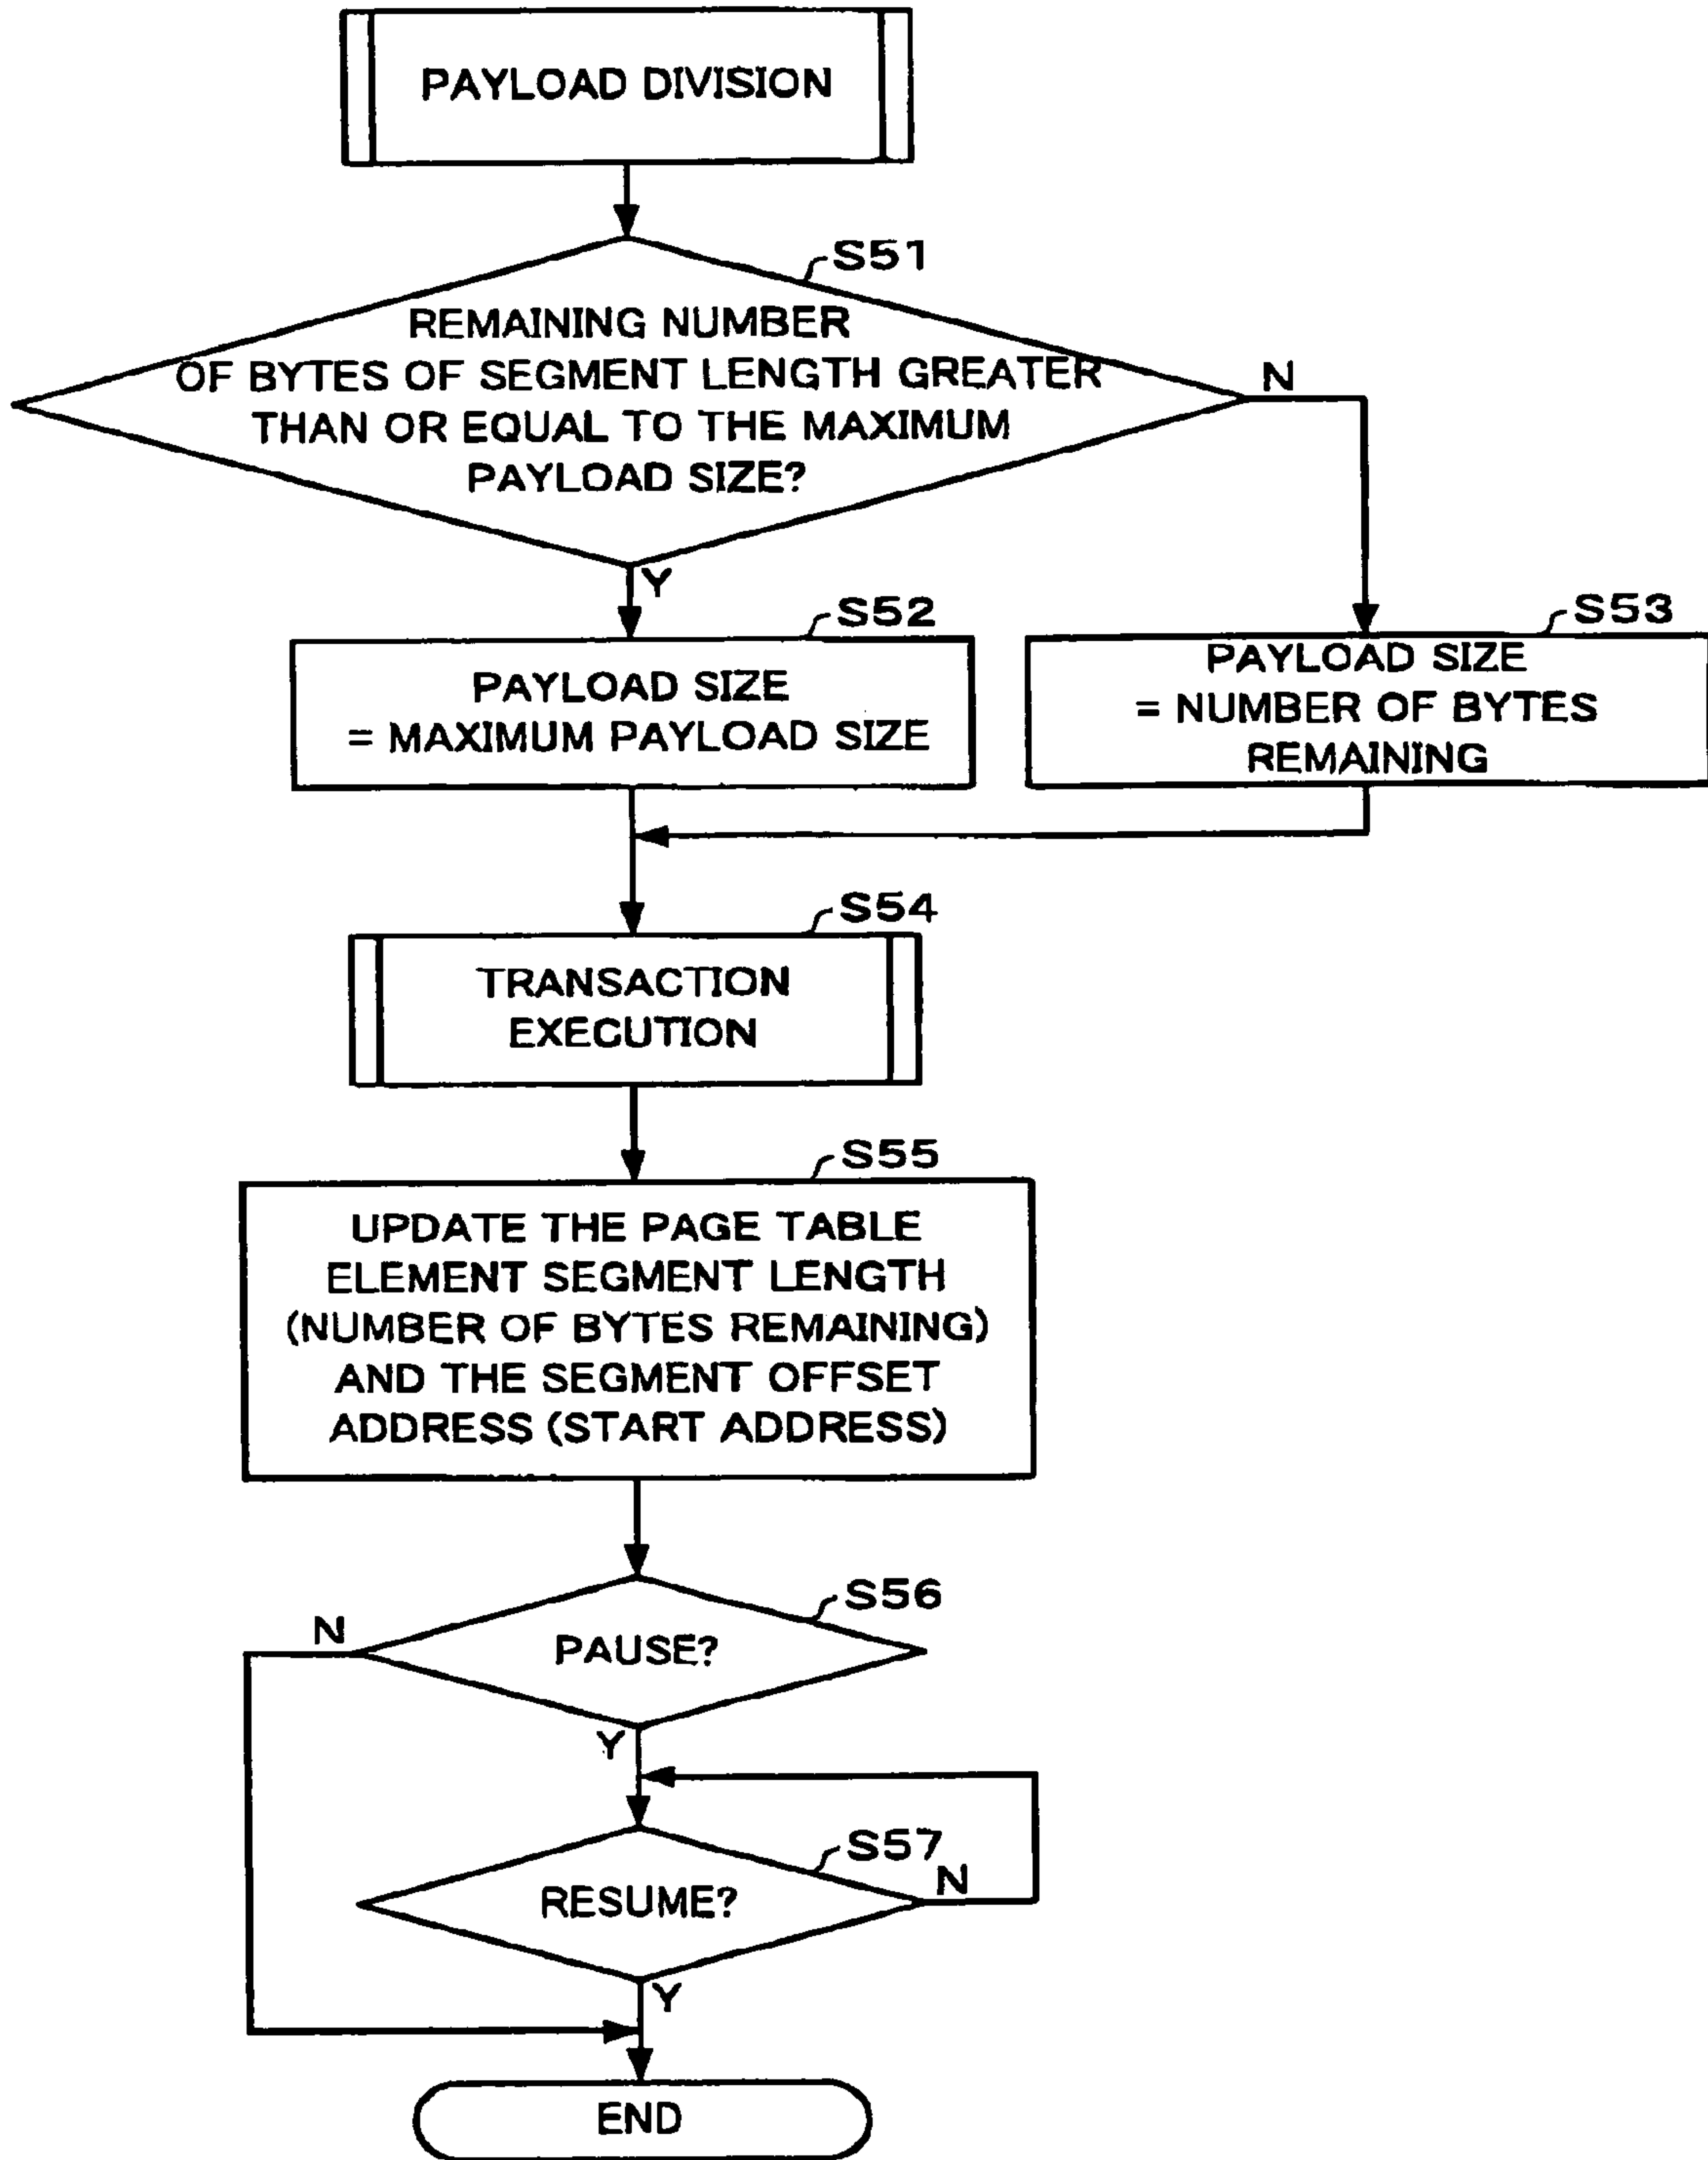 PAYLOAD DIVISION
S51
REMAINING NUMBER
OF BYTES OF SEGMENT LENGTH GREATER
THAN OR EQUAL TO THE MAXIMUM
PAYLOAD SIZE?
N
Y
S52
PAYLOAD SIZE
= MAXIMUM PAYLOAD SIZE
S53
PAYLOAD SIZE
= NUMBER OF BYTES
REMAINING
S54
TRANSACTION
EXECUTION
S55
UPDATE THE PAGE TABLE
ELEMENT SEGMENT LENGTH
(NUMBER OF BYTES REMAINING)
AND THE SEGMENT OFFSET
ADDRESS (START ADDRESS)
S56
N
PAUSE?
Y
S57
RESUME?
N
Y
END